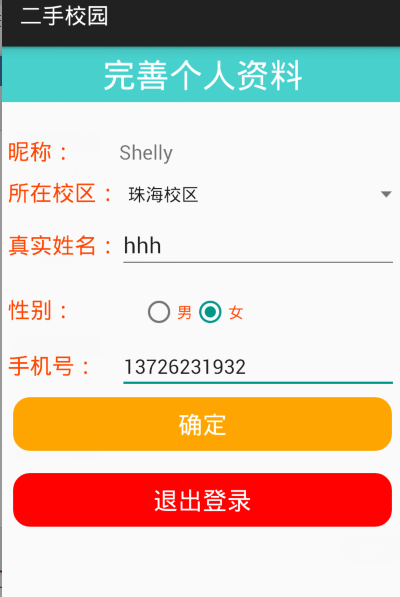 二手校园
完善个人资料
昵称： Shelly
所在校区： 珠海校区
真实姓名： hhh
性别： 男 女
手机号： 13726231932
确定
退出登录